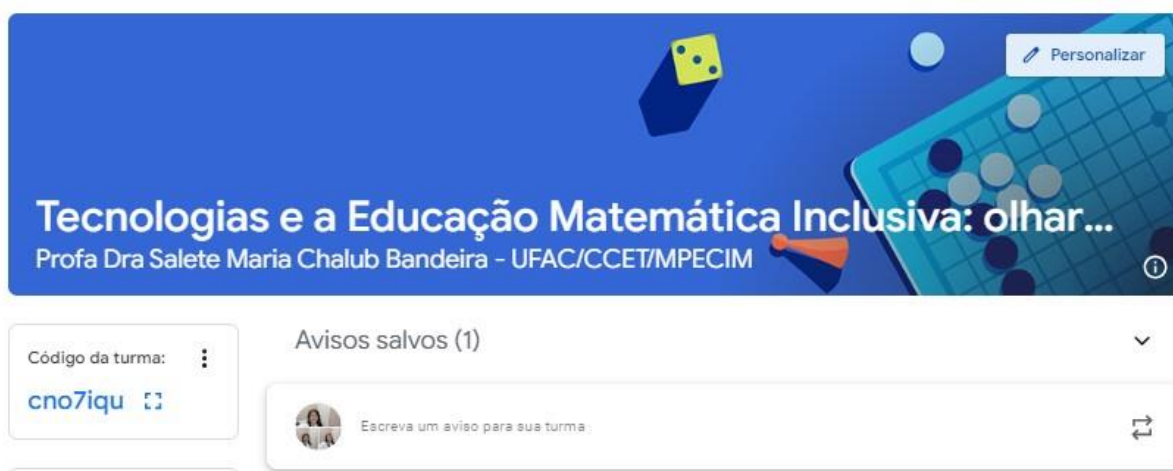 Personalizar
Tecnologias e a Educação Matemática Inclusiva: olhar...
Profa Dra Salete Maria Chalub Bandeira - UFAC/CCET/MPECIM
Código da turma:
cno7iqu
Avisos salvos (1)
Escreva um aviso para sua turma